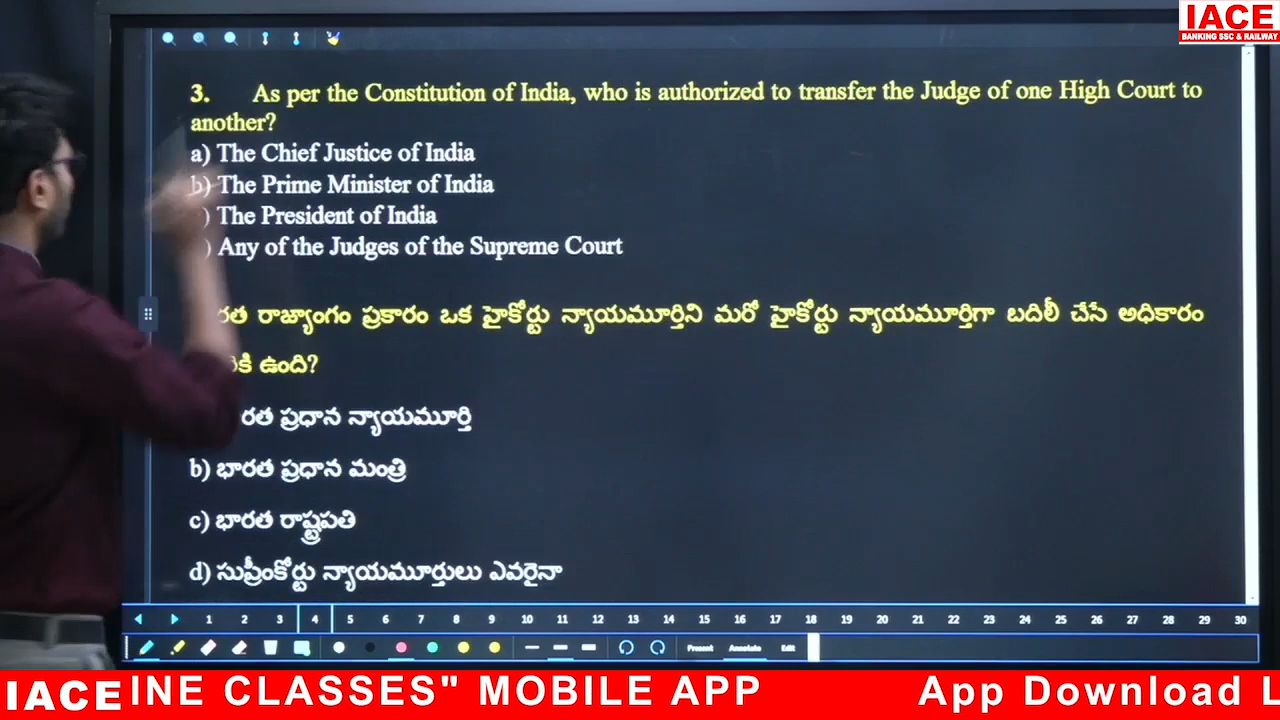 IACE
BANKING SSC & RAILWAY
3. As per the Constitution of India, who is authorized to transfer the Judge of one High Court to
another?
a) The Chief Justice of India
b) The Prime Minister of India
) The President of India
) Any of the Judges of the Supreme Court
రత రాజ్యాంగం ప్రకారం ఒక హైకోర్టు న్యాయమూర్తిని మరో హైకోర్టు న్యాయమూర్తిగా బదిలీ చేసే అధికారం
కి ఉంది?
రత ప్రధాన న్యాయమూర్తి
b) భారత ప్రధాన మంత్రి
c) భారత రాష్ట్రపతి
d) సుప్రీంకోర్టు న్యాయమూర్తులు ఎవరైనా
1 2 3 4 5 6 7 8 9 10 11 12 13 14 15 16 17 18 19 20 21 22 23 24 25 26 27 28 29 30
Present Annotate Edit
IACE INE CLASSES" MOBILE APP App Download L